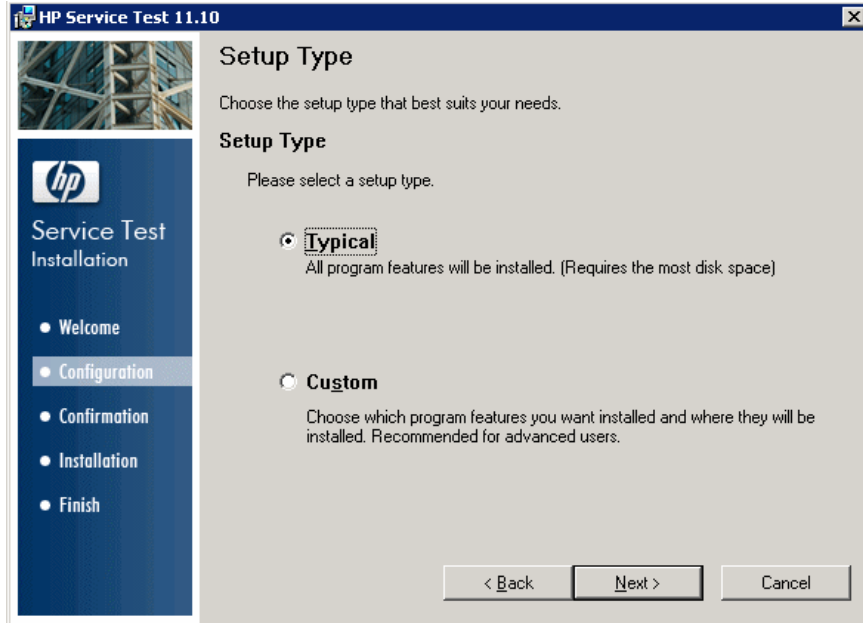 HP Service Test 11.10
Setup Type
Choose the setup type that best suits your needs.
Setup Type
Please select a setup type.
Typical
All program features will be installed. (Requires the most disk space)
Custom
Choose which program features you want installed and where they will be
installed. Recommended for advanced users.
hp
Service Test
Installation
Welcome
Configuration
Confirmation
Installation
Finish
< Back
Next >
Cancel